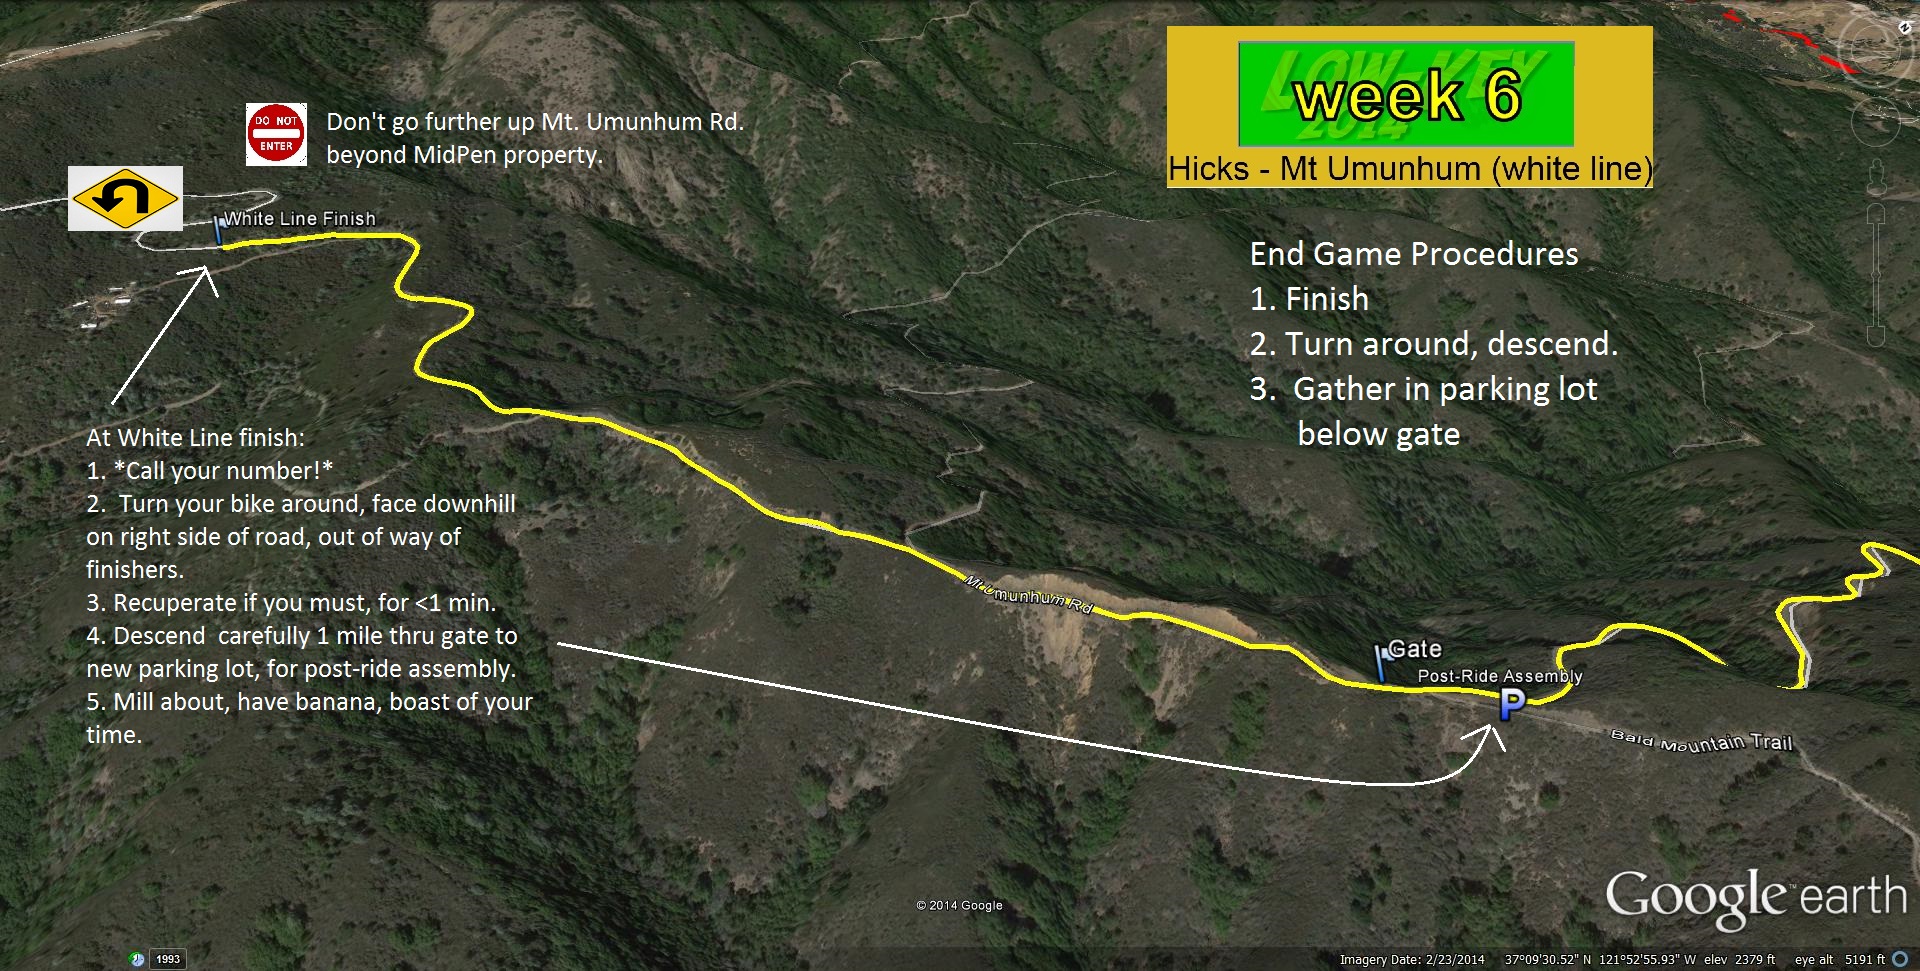 LOW-KEY
week 6
2014
Hicks - Mt Umunhum (white line)
DO NOT
ENTER
Don't go further up Mt. Umunhum Rd.
beyond MidPen property.
White Line Finish
End Game Procedures
1. Finish
2. Turn around, descend.
3. Gather in parking lot
below gate
At White Line finish:
1. *Call your number!*
2. Turn your bike around, face downhill
on right side of road, out of way of
finishers.
3. Recuperate if you must, for <1 min.
4. Descend carefully 1 mile thru gate to
new parking lot, for post-ride assembly.
5. Mill about, have banana, boast of your
time.
Mt Umunhum Rd
Gate
Post-Ride Assembly
P
Bald Mountain Trail
Google™ earth
© 2014 Google
1993
Imagery Date: 2/23/2014 37°09'30.52" N 121°52'55.93" W elev 2379 ft eye alt 5191 ft